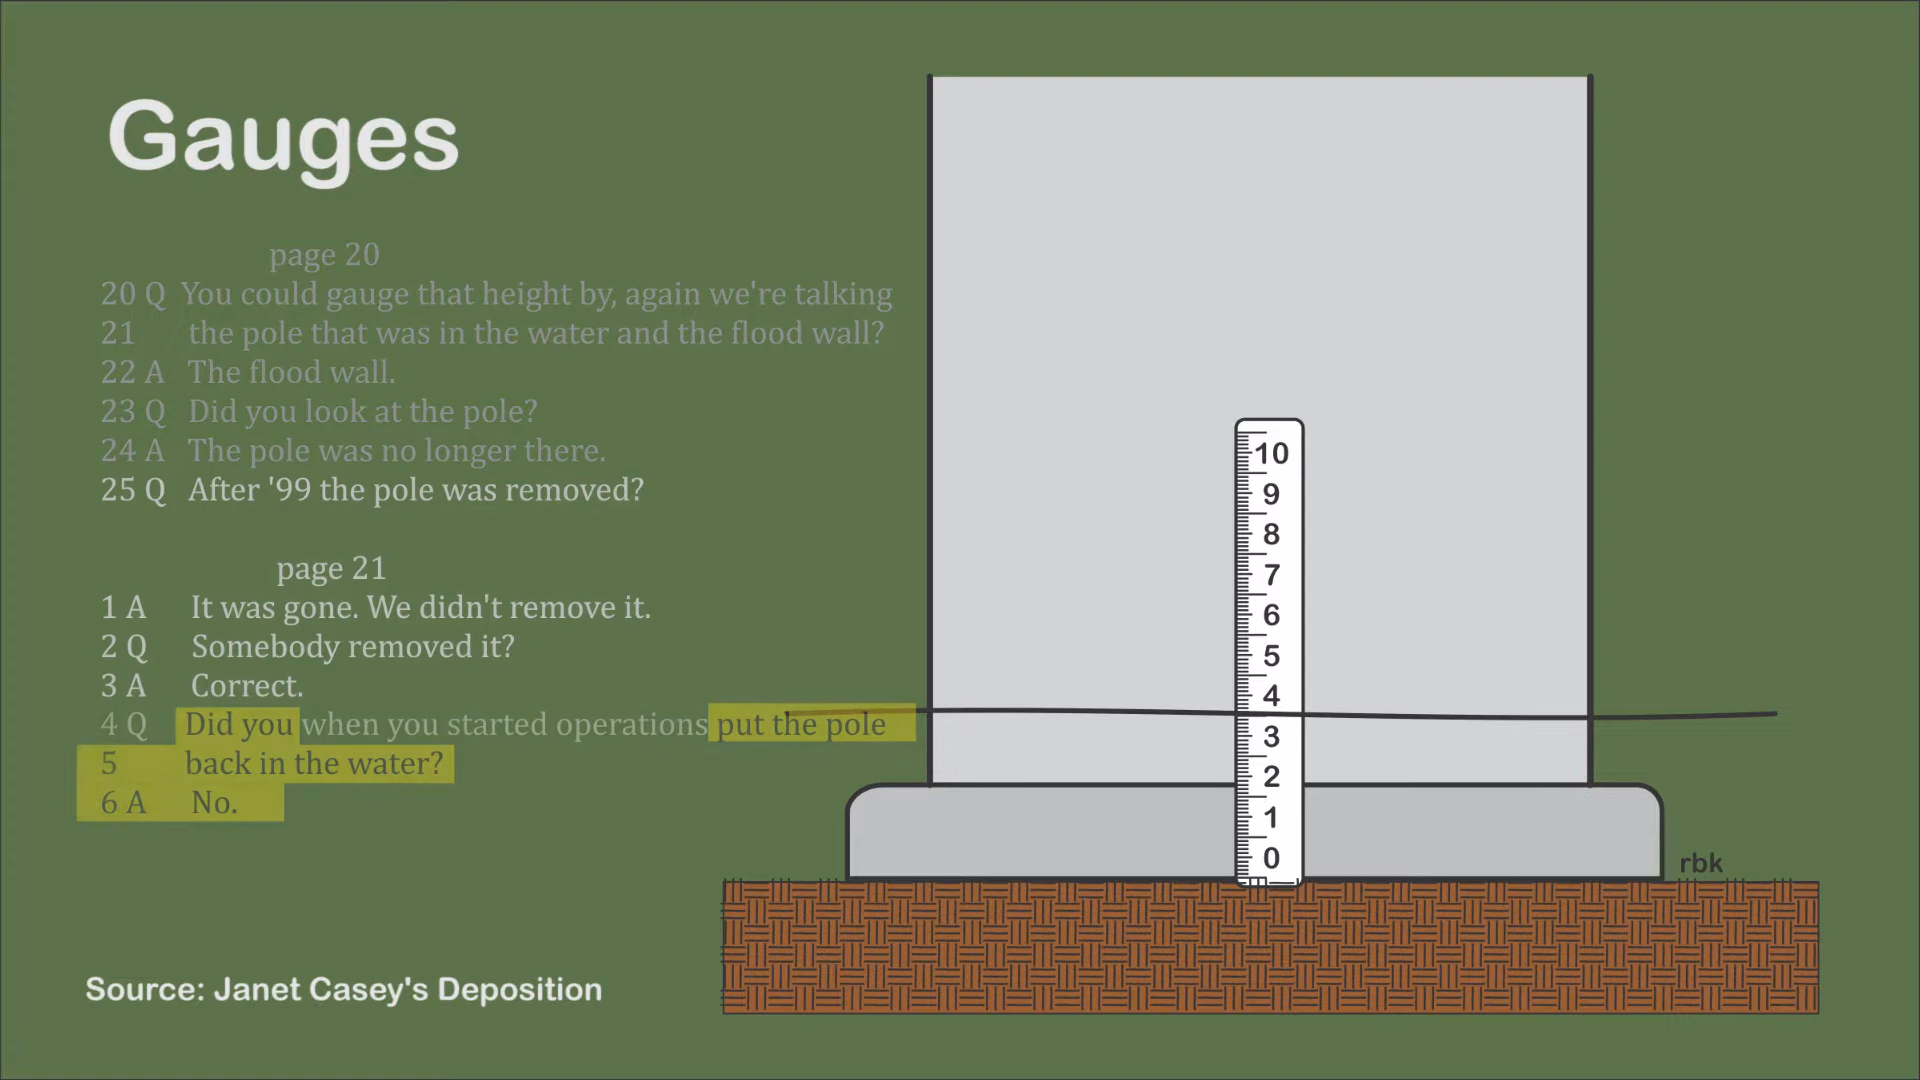 Gauges
page 20
20 Q You could gauge that height by, again we're talking
21 the pole that was in the water and the flood wall?
22 A The flood wall.
23 Q Did you look at the pole?
24 A The pole was no longer there.
25 Q After '99 the pole was removed?
page 21
1 A It was gone. We didn't remove it.
2 Q Somebody removed it?
3 A Correct.
4 Q Did you when you started operations put the pole
5 back in the water?
6 A No.
Source: Janet Casey's Deposition
10
9
8
7
6
5
4
3
2
1
0
rbk